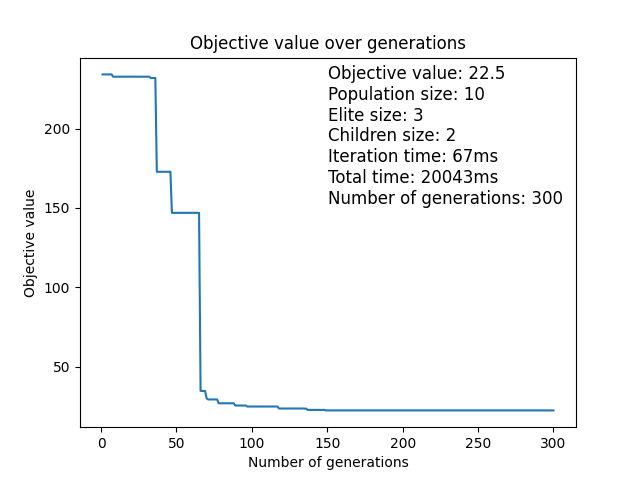 Objective value over generations
Objective value: 22.5
Population size: 10
Elite size: 3
Children size: 2
Iteration time: 67ms
Total time: 20043ms
Number of generations: 300
Objective value
200
150
100
50
0 50 100 150 200 250 300
Number of generations